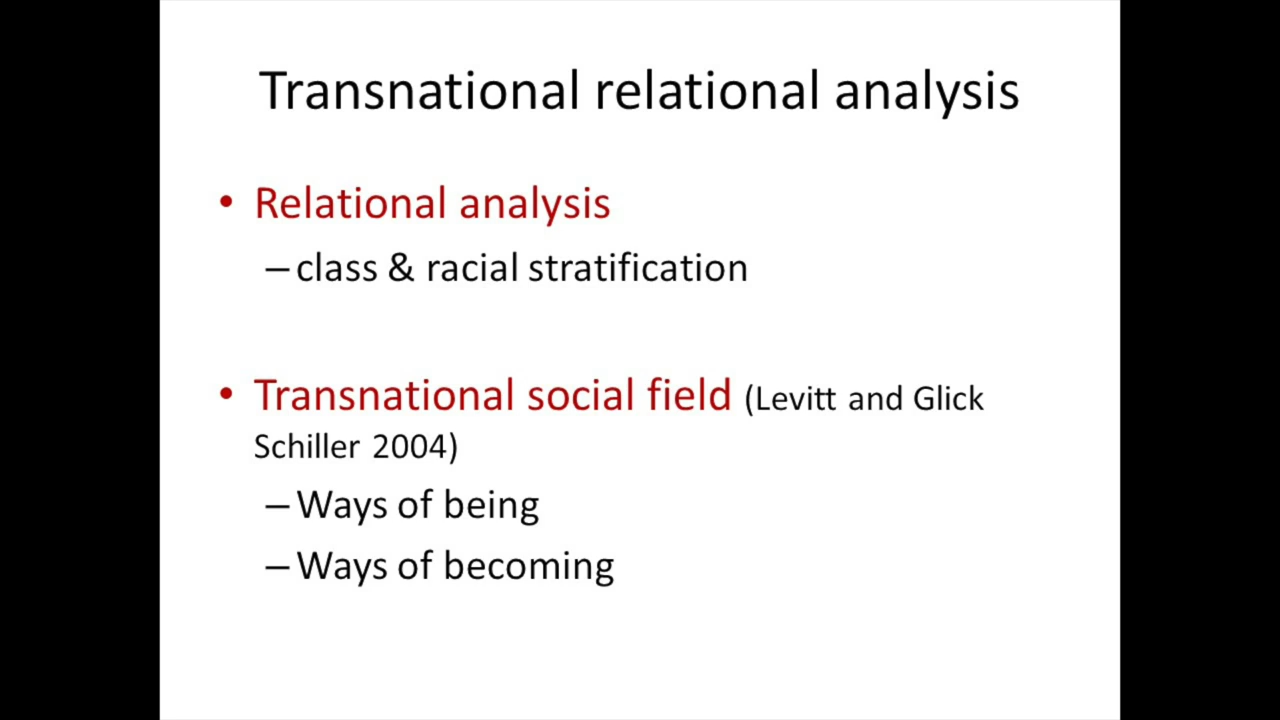 Transnational relational analysis
• Relational analysis
– class & racial stratification
• Transnational social field (Levitt and Glick
Schiller 2004)
– Ways of being
– Ways of becoming